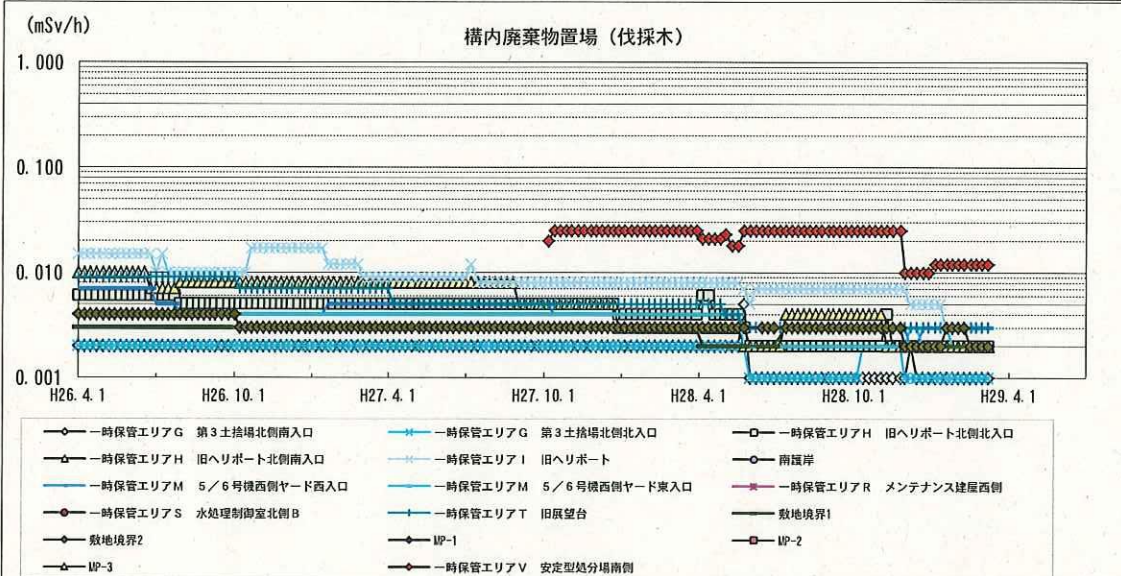 (mSv/h)
構内廃棄物置場（伐採木）
1.000
0.100
0.010
0.001
H26.4.1 H26.10.1 H27.4.1 H27.10.1 H28.4.1 H28.10.1 H29.4.1
一時保管エリアG 第3土捨場北側南入口 一時保管エリアG 第3土捨場北側北入口 一時保管エリアH 旧ヘリポート北側北入口
一時保管エリアH 旧ヘリポート北側南入口 一時保管エリアI 旧ヘリポート 南護岸
一時保管エリアM 5／6号機西側ヤード西入口 一時保管エリアM 5／6号機西側ヤード東入口 一時保管エリアR メンテナンス建屋西側
一時保管エリアS 水処理制御室北側B 一時保管エリアT 旧展望台 敷地境界1
敷地境界2 MP-1 MP-2
MP-3 一時保管エリアV 安定型処分場南側